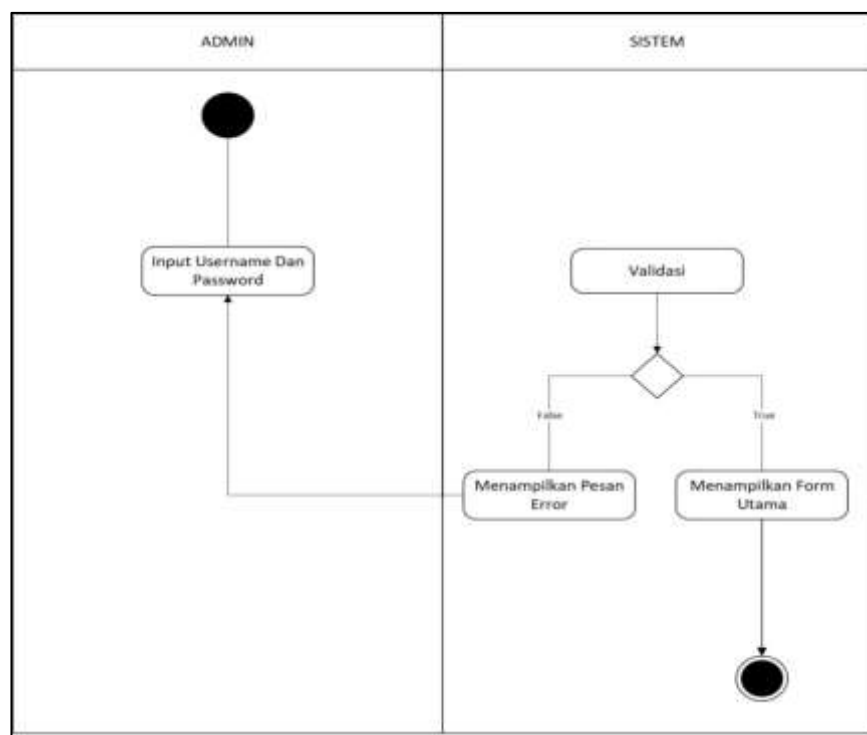 ADMIN
SISTEM
Input Username Dan
Password
Validasi
False
True
Menampilkan Pesan
Error
Menampilkan Form
Utama